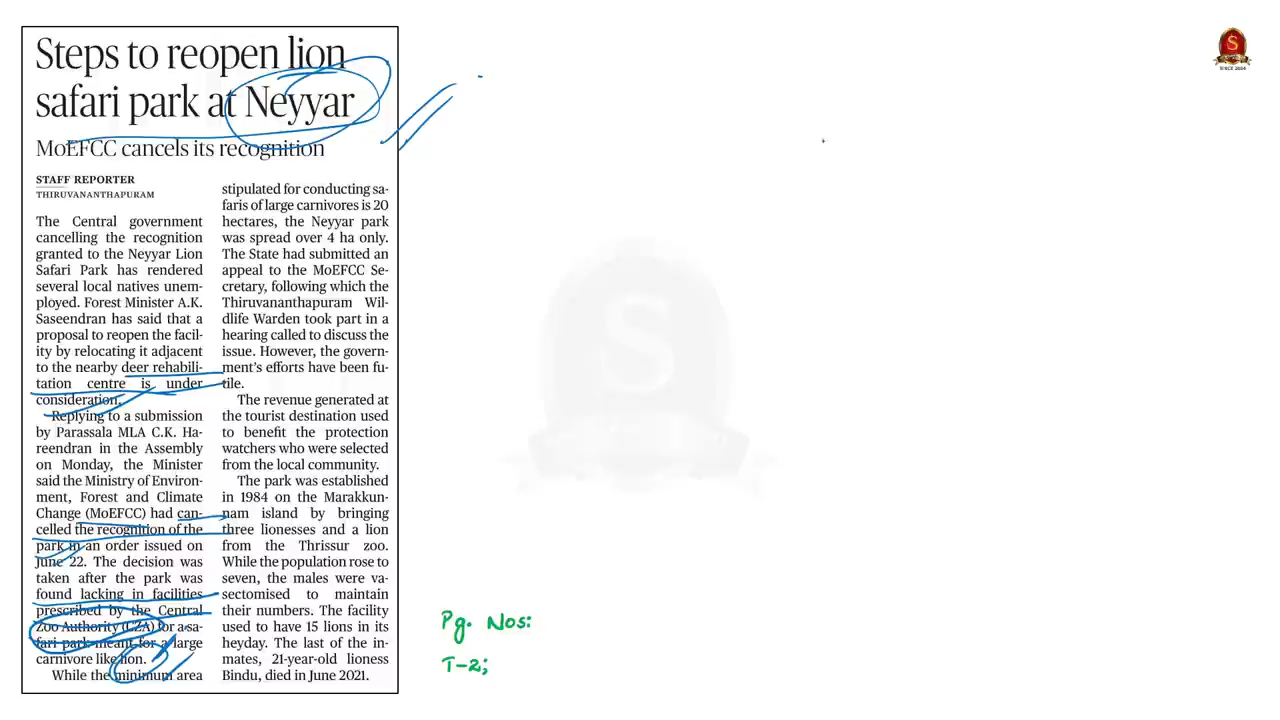 Steps to reopen lion
safari park at Neyyar
MoEFCC cancels its recognition
STAFF REPORTER
THIRUVANANTHAPURAM
The Central government
cancelling the recognition
granted to the Neyyar Lion
Safari Park has rendered
several local natives unem-
ployed. Forest Minister A.K.
Saseendran has said that a
proposal to reopen the facil-
ity by relocating it adjacent
to the nearby deer rehabili-
tation centre is under
consideration.
Replying to a submission
by Parassala MLA C.K. Ha-
reendran in the Assembly
on Monday, the Minister
said the Ministry of Environ-
ment, Forest and Climate
Change (MoEFCC) had can-
celled the recognition of the
park in an order issued on
June 22. The decision was
taken after the park was
found lacking in facilities
prescribed by the Central
Zoo Authority (CZA) for a sa-
fari park meant for a large
carnivore like lion.
While the minimum area
stipulated for conducting sa-
faris of large carnivores is 20
hectares, the Neyyar park
was spread over 4 ha only.
The State had submitted an
appeal to the MoEFCC Se-
cretary, following which the
Thiruvananthapuram Wil-
dlife Warden took part in a
hearing called to discuss the
issue. However, the govern-
ment's efforts have been fu-
tile.
The revenue generated at
the tourist destination used
to benefit the protection
watchers who were selected
from the local community.
The park was established
in 1984 on the Marakkun-
nam island by bringing
three lionesses and a lion
from the Thrissur zoo.
While the population rose to
seven, the males were va-
sectomised to maintain
their numbers. The facility
used to have 15 lions in its
heyday. The last of the in-
mates, 21-year-old lioness
Bindu, died in June 2021.
S
SINCE 2004
S
Pg. Nos:
T-2;